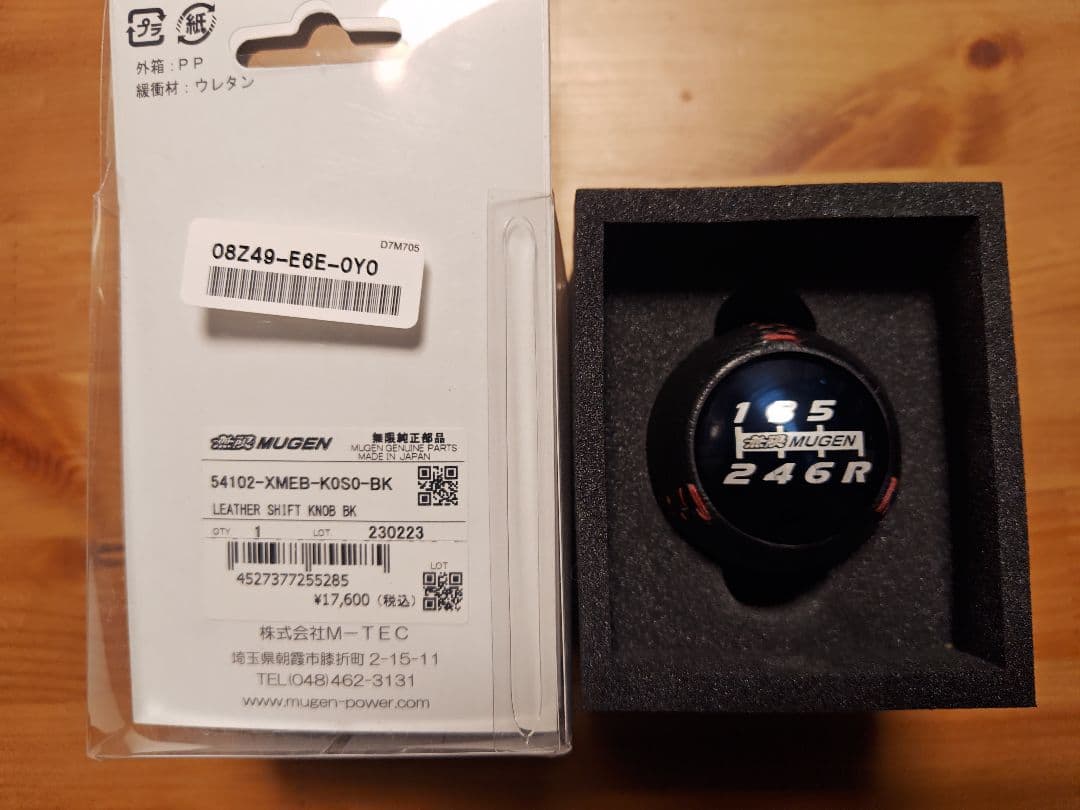 プラ 紙
外箱:PP
緩衝材:ウレタン
D7M705
08Z49-E6E-0Y0
無限 MUGEN 無限純正部品
MUGEN GENUINE PARTS
MADE IN JAPAN
54102-XMEB-K0S0-BK
LEATHER SHIFT KNOB BK
QTY. 1 LOT. 230223
LOT
4527377255285
¥17,600 (税込)
株式会社M-TEC
埼玉県朝霞市膝折町2-15-11
TEL(048)462-3131
www.mugen-power.com
1 3 5
無限 MUGEN
2 4 6 R